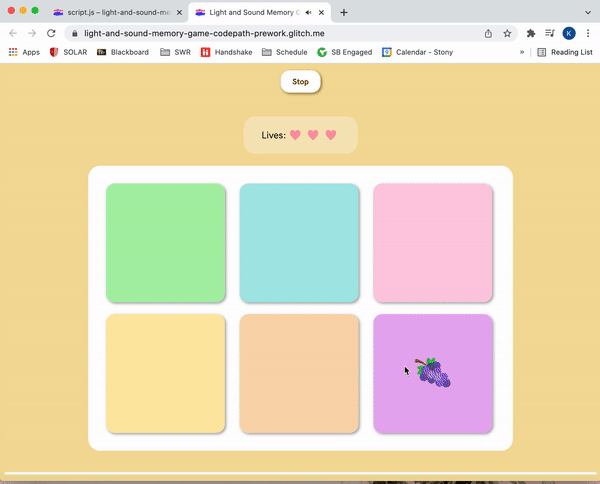 script.js – light-and-sound-me
Light and Sound Memory G
light-and-sound-memory-game-codepath-prework.glitch.me
K
Apps SOLAR Bb Blackboard SWR H Handshake Schedule SB Engaged Calendar - Stony » Reading List
Stop
Lives: